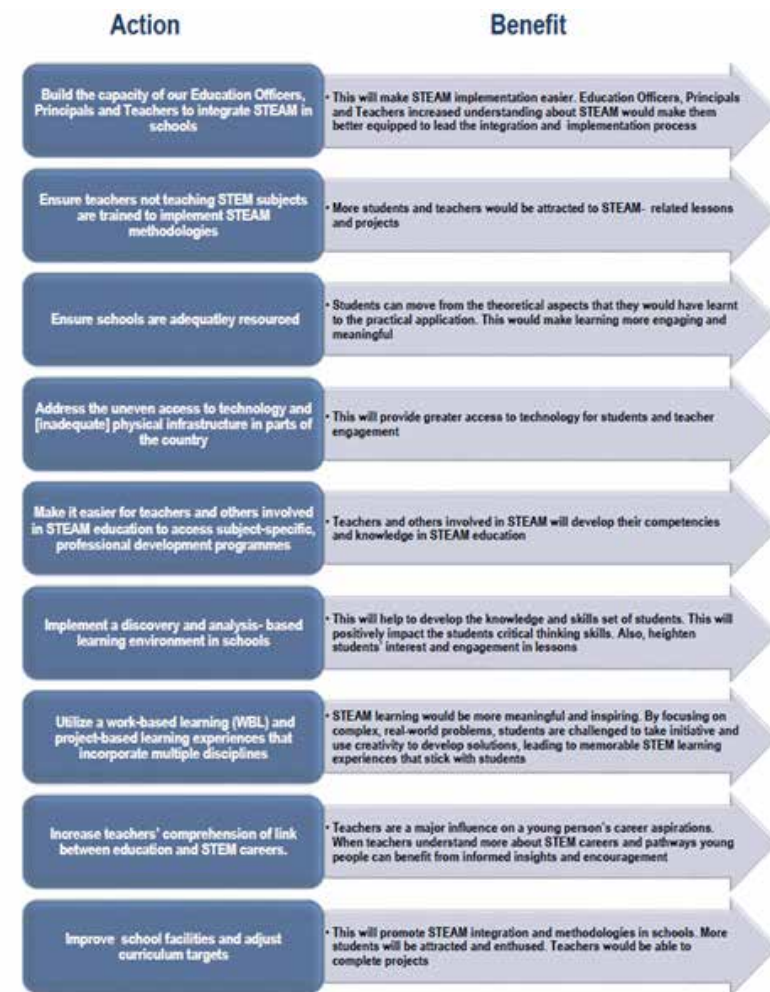 Action
Benefit
Build the capacity of our Education Officers,
Principals and Teachers to integrate STEAM in
schools
• This will make STEAM implementation easier. Education Officers, Principals
and Teachers increased understanding about STEAM would make them
better equipped to lead the integration and implementation process
Ensure teachers not teaching STEM subjects
are trained to implement STEAM
methodologies
• More students and teachers would be attracted to STEAM- related lessons
and projects
Ensure schools are adequatley resourced
• Students can move from the theoretical aspects that they would have learnt
to the practical application. This would make learning more engaging and
meaningful
Address the uneven access to technology and
[inadequate] physical infrastructure in parts of
the country
• This will provide greater access to technology for students and teacher
engagement
Make it easier for teachers and others involved
in STEAM education to access subject-specific,
professional development programmes
• Teachers and others involved in STEAM will develop their competencies
and knowledge in STEAM education
Implement a discovery and analysis- based
learning environment in schools
• This will help to develop the knowledge and skills set of students. This will
positively impact the students critical thinking skills. Also, heighten
students' interest and engagement in lessons
Utilize a work-based learning (WBL) and
project-based learning experiences that
incorporate multiple disciplines
• STEAM learning would be more meaningful and inspiring. By focusing on
complex, real-world problems, students are challenged to take initiative and
use creativity to develop solutions, leading to memorable STEM learning
experiences that stick with students
Increase teachers' comprehension of link
between education and STEM careers.
• Teachers are a major influence on a young person's career aspirations.
When teachers understand more about STEM careers and pathways young
people can benefit from informed insights and encouragement
Improve school facilities and adjust
curriculum targets
• This will promote STEAM integration and methodologies in schools. More
students will be attracted and enthused. Teachers would be able to
complete projects